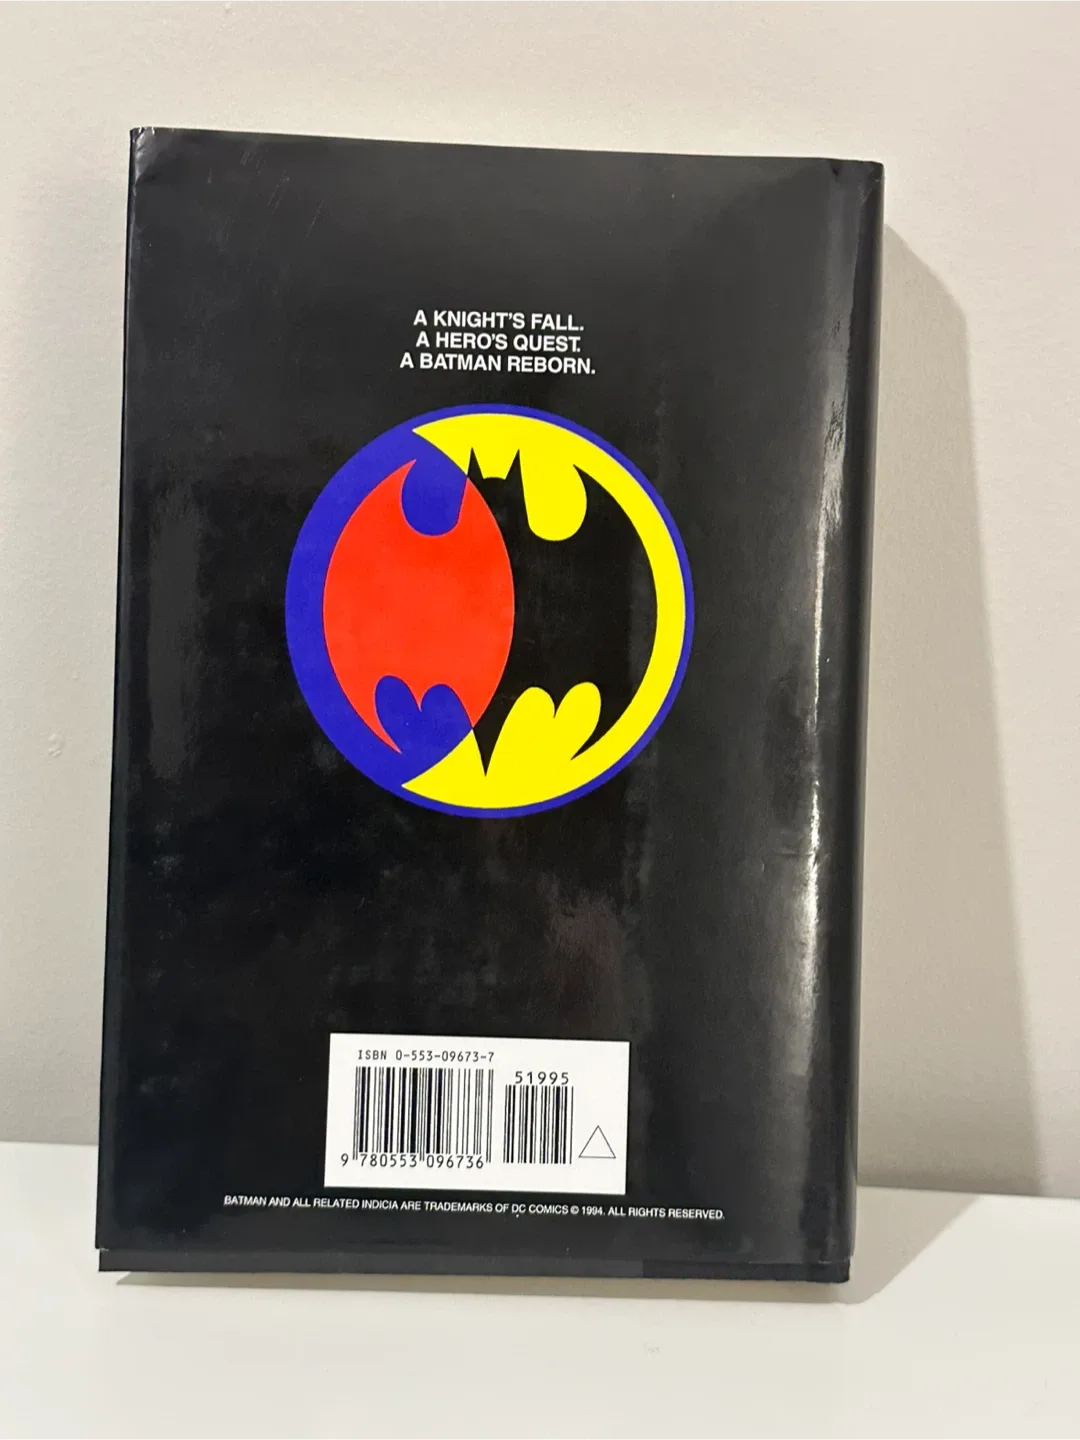 A KNIGHT'S FALL.
A HERO'S QUEST.
A BATMAN REBORN.
ISBN 0-553-09673-7
51995
9 780553 096736
BATMAN AND ALL RELATED INDICIA ARE TRADEMARKS OF DC COMICS © 1994. ALL RIGHTS RESERVED.